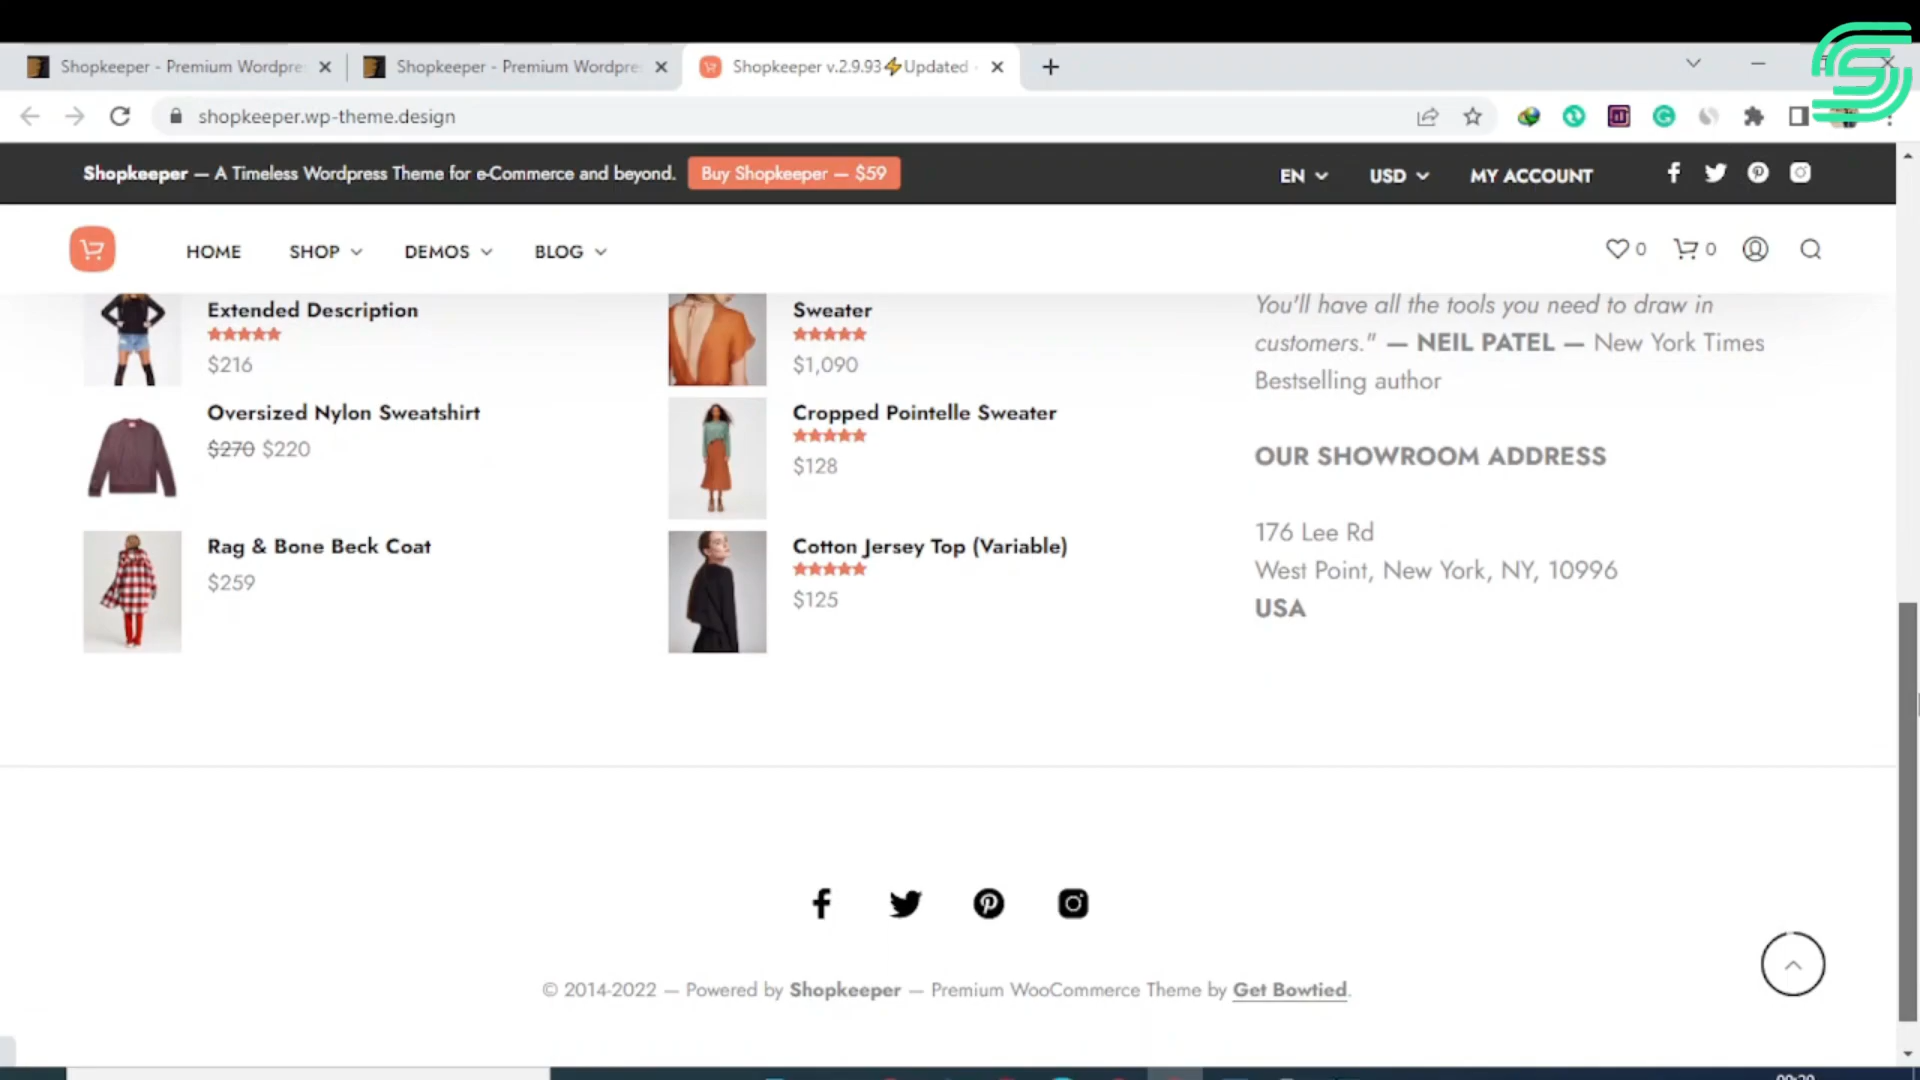 Shopkeeper - Premium Wordpre
Shopkeeper - Premium Wordpre
Shopkeeper v.2.9.93⚡Updated
shopkeeper.wp-theme.design
Shopkeeper — A Timeless Wordpress Theme for e-Commerce and beyond.
Buy Shopkeeper — $59
EN
USD
MY ACCOUNT
HOME
SHOP
DEMOS
BLOG
0
0
Extended Description
$216
Oversized Nylon Sweatshirt
$270 $220
Rag & Bone Beck Coat
$259
Sweater
$1,090
Cropped Pointelle Sweater
$128
Cotton Jersey Top (Variable)
$125
You'll have all the tools you need to draw in
customers." — NEIL PATEL — New York Times
Bestselling author
OUR SHOWROOM ADDRESS
176 Lee Rd
West Point, New York, NY, 10996
USA
© 2014-2022 — Powered by Shopkeeper — Premium WooCommerce Theme by Get Bowtied.